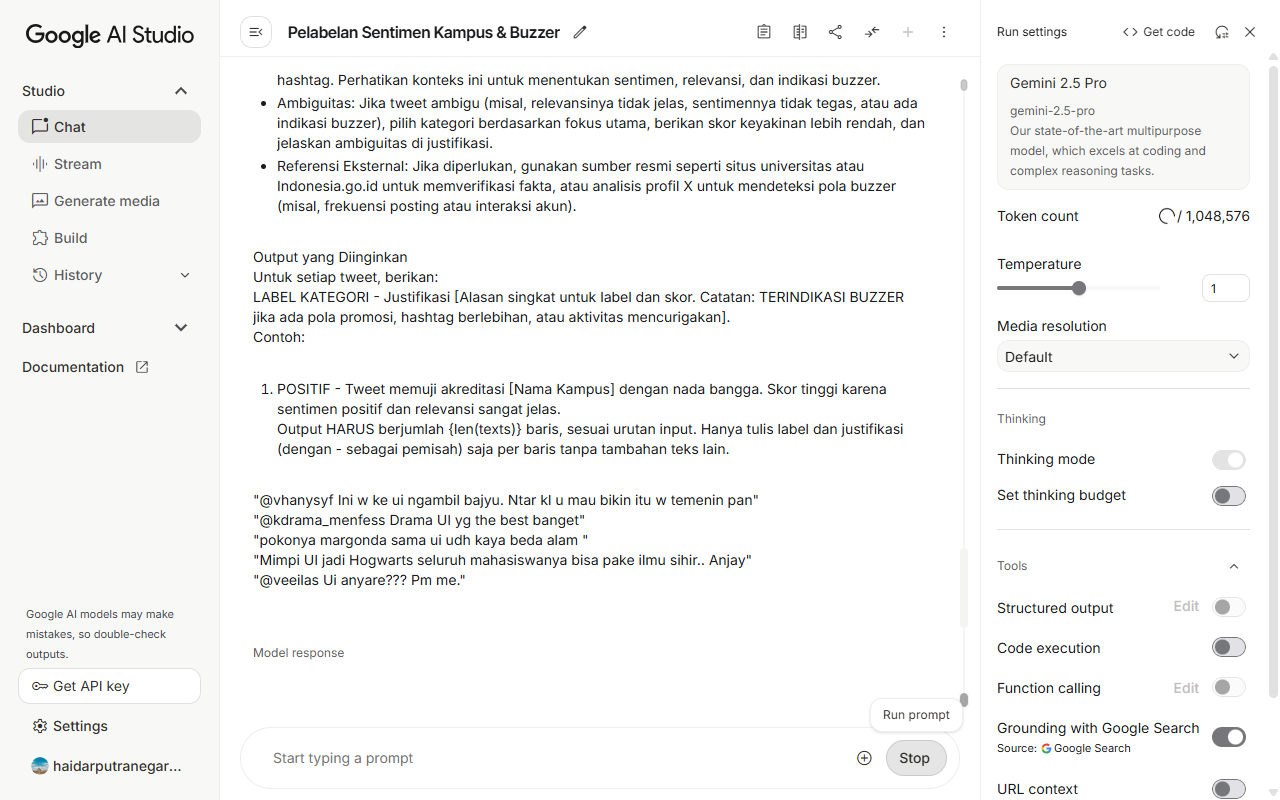 Google AI Studio
Studio
Chat
Stream
Generate media
Build
History
Dashboard
Documentation
Google AI models may make
mistakes, so double-check
outputs.
Get API key
Settings
haidarputranegar...
Pelabelan Sentimen Kampus & Buzzer
hashtag. Perhatikan konteks ini untuk menentukan sentimen, relevansi, dan indikasi buzzer.
• Ambiguitas: Jika tweet ambigu (misal, relevansinya tidak jelas, sentimennya tidak tegas, atau ada
indikasi buzzer), pilih kategori berdasarkan fokus utama, berikan skor keyakinan lebih rendah, dan
jelaskan ambiguitas di justifikasi.
• Referensi Eksternal: Jika diperlukan, gunakan sumber resmi seperti situs universitas atau
Indonesia.go.id untuk memverifikasi fakta, atau analisis profil X untuk mendeteksi pola buzzer
(misal, frekuensi posting atau interaksi akun).
Output yang Diinginkan
Untuk setiap tweet, berikan:
LABEL KATEGORI - Justifikasi [Alasan singkat untuk label dan skor. Catatan: TERINDIKASI BUZZER
jika ada pola promosi, hashtag berlebihan, atau aktivitas mencurigakan].
Contoh:
1. POSITIF - Tweet memuji akreditasi [Nama Kampus] dengan nada bangga. Skor tinggi karena
sentimen positif dan relevansi sangat jelas.
Output HARUS berjumlah {len(texts)} baris, sesuai urutan input. Hanya tulis label dan justifikasi
(dengan - sebagai pemisah) saja per baris tanpa tambahan teks lain.
"@vhanysyf Ini w ke ui ngambil bajyu. Ntar kl u mau bikin itu w temenin pan"
"@kdrama_menfess Drama UI yg the best banget"
"pokonya margonda sama ui udh kaya beda alam "
"Mimpi UI jadi Hogwarts seluruh mahasiswanya bisa pake ilmu sihir.. Anjay"
"@veeilas Ui anyare??? Pm me."
Model response
Run prompt
Start typing a prompt
Stop
Run settings
Get code
Gemini 2.5 Pro
gemini-2.5-pro
Our state-of-the-art multipurpose
model, which excels at coding and
complex reasoning tasks.
Token count
/ 1,048,576
Temperature
1
Media resolution
Default
Thinking
Thinking mode
Set thinking budget
Tools
Structured output
Edit
Code execution
Function calling
Edit
Grounding with Google Search
Source: Google Search
URL context